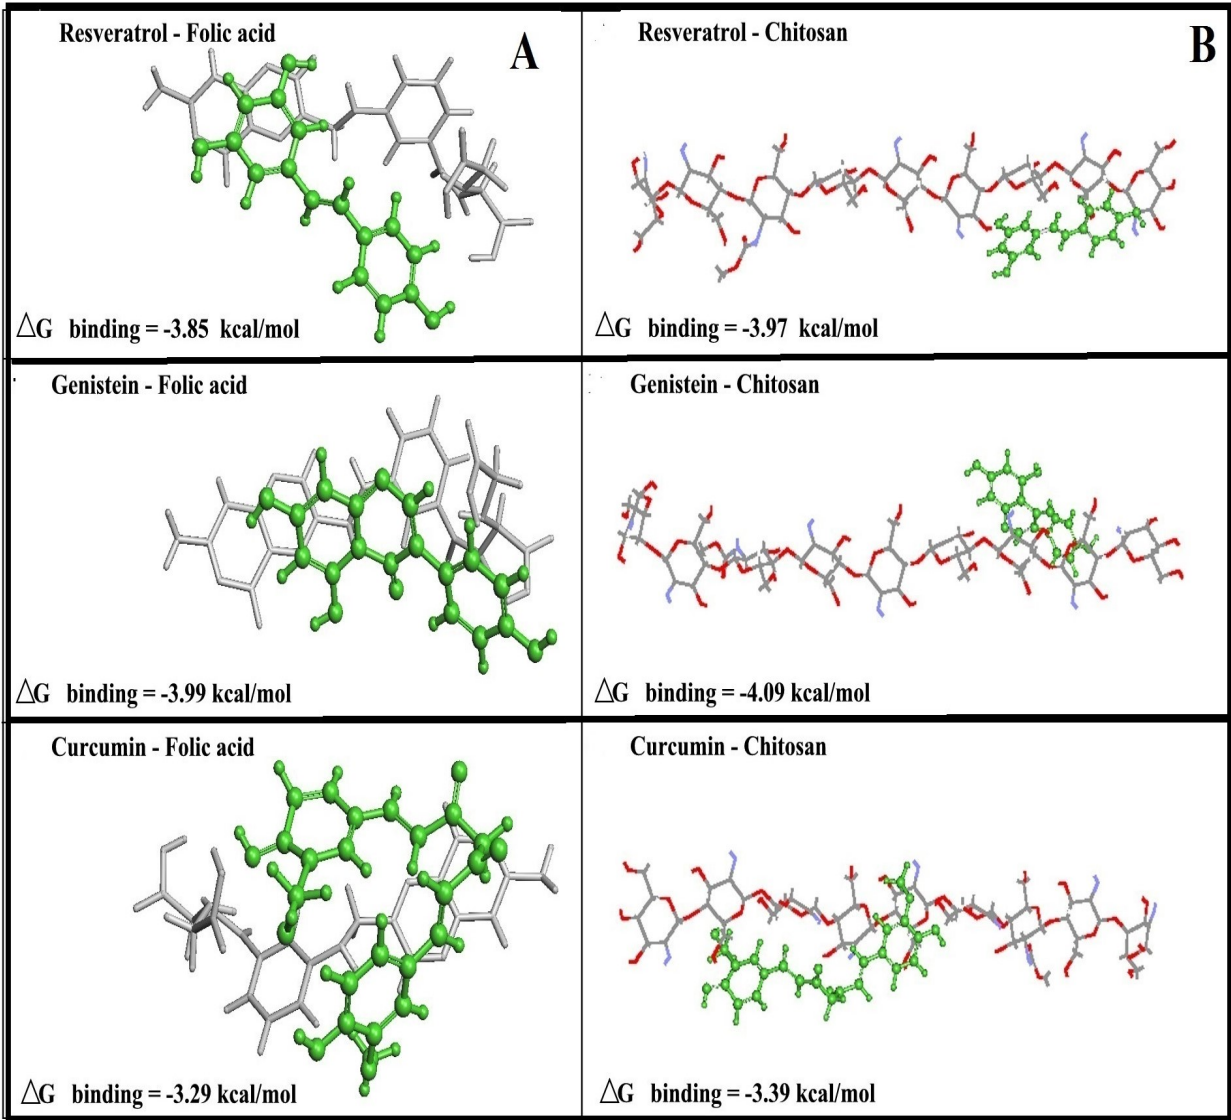 Resveratrol - Folic acid
A
△G binding = -3.85 kcal/mol
Resveratrol - Chitosan
B
△G binding = -3.97 kcal/mol
Genistein - Folic acid
△G binding = -3.99 kcal/mol
Genistein - Chitosan
△G binding = -4.09 kcal/mol
Curcumin - Folic acid
△G binding = -3.29 kcal/mol
Curcumin - Chitosan
△G binding = -3.39 kcal/mol